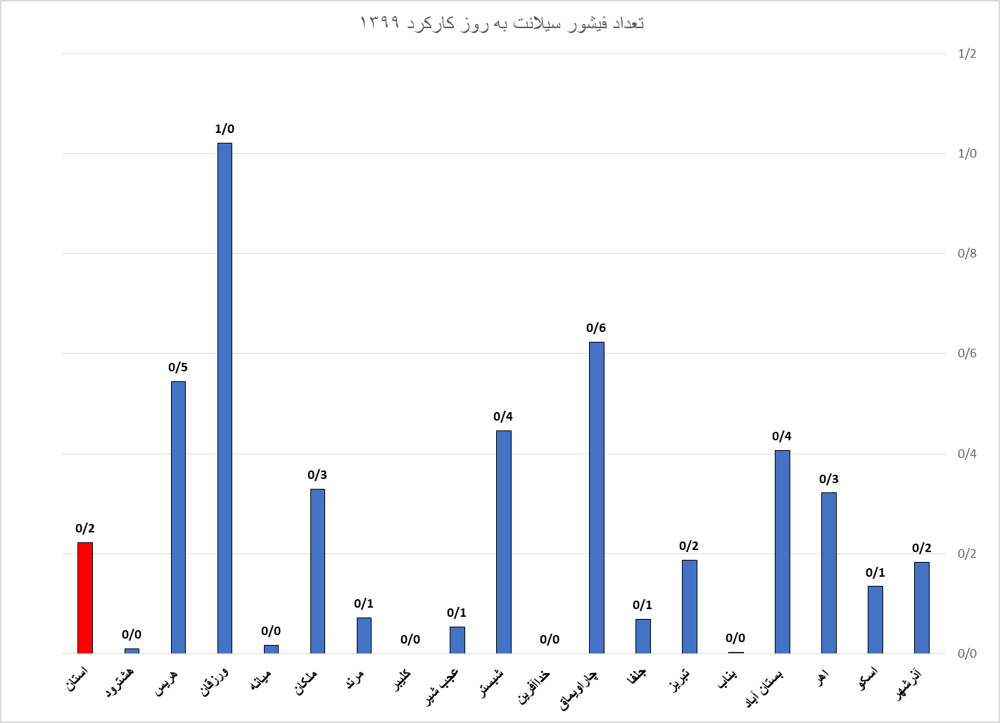 تعداد فیشور سیلانت به روز کارکرد ۱۳۹۹
1/2
1/0
0/8
0/6
0/4
0/2
0/0
0/2
0/1
0/3
0/4
0/0
0/2
0/1
0/6
0/0
0/4
0/1
0/0
0/1
0/3
0/0
1/0
0/5
0/0
0/2
آذرشهر
اسکو
اهر
بستان آباد
بناب
تبریز
جلفا
چاراویماق
خداآفرین
شبستر
عجب شیر
کلیبر
مرند
ملکان
میانه
ورزقان
هریس
هشترود
استان